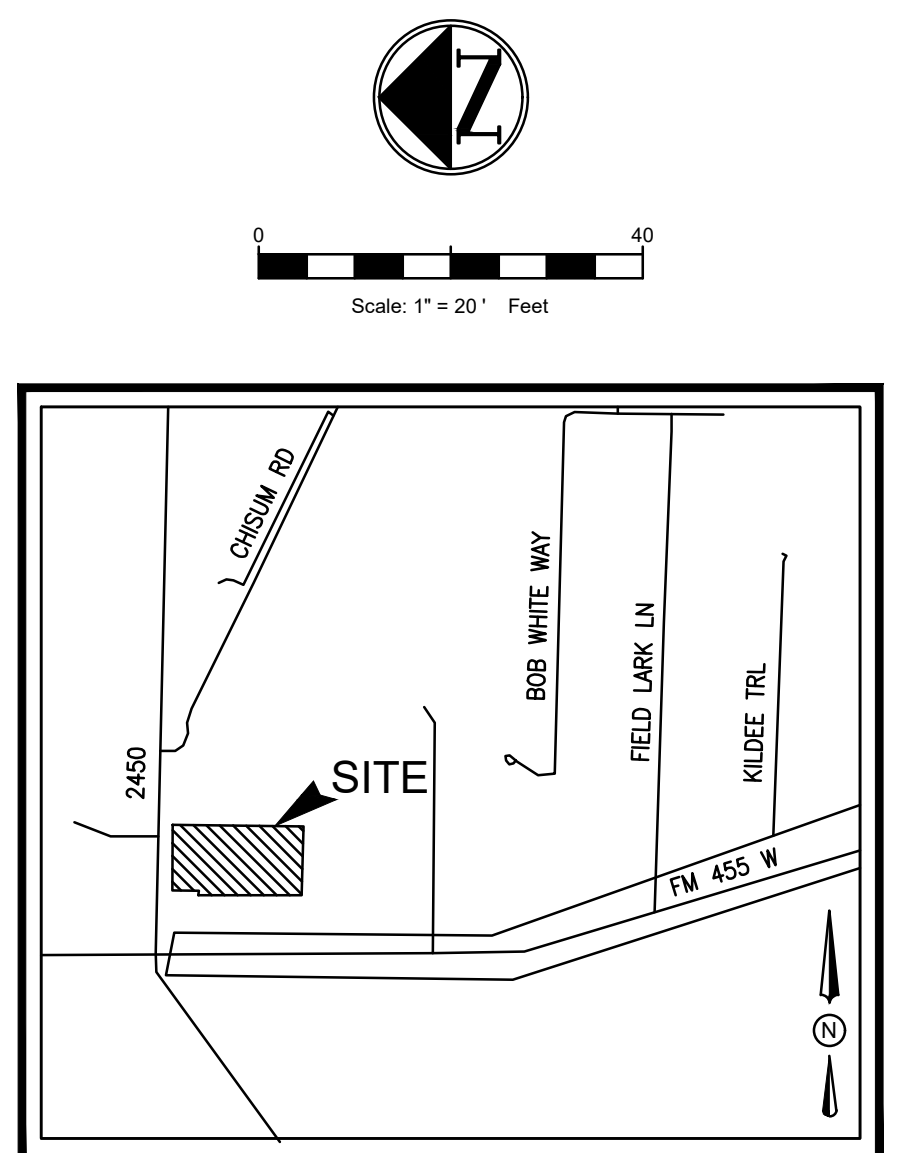 N
0 40
Scale: 1" = 20 ' Feet
CHISUM RD
BOB WHITE WAY
FIELD LARK LN
KILDEE TRL
2450
SITE
FM 455 W
N